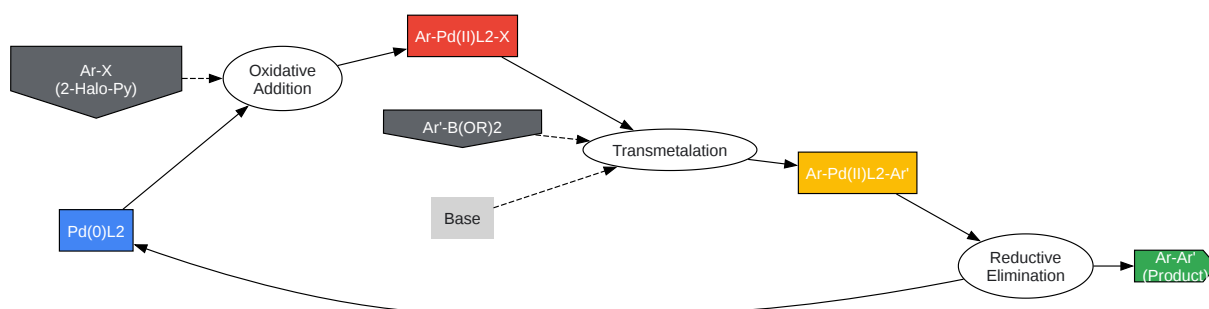 Ar-Pd(II)L2-X
Ar-X
(2-Halo-Py)
Oxidative
Addition
Ar'-B(OR)2
Transmetalation
Ar-Pd(II)L2-Ar'
Base
Pd(0)L2
Reductive
Elimination
Ar-Ar'
(Product)